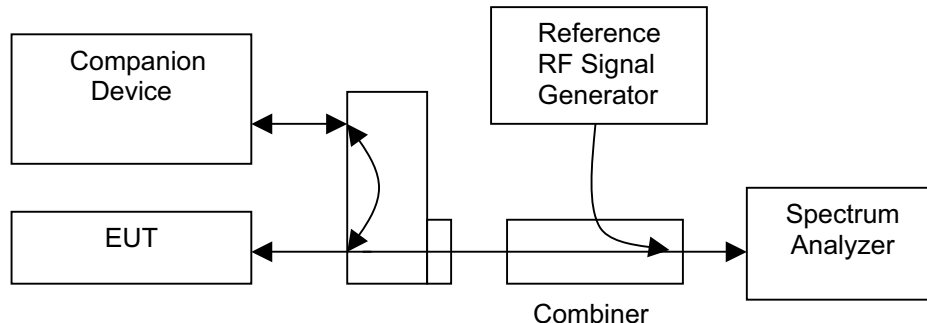 Companion
Device
Reference
RF Signal
Generator
EUT
Spectrum
Analyzer
Combiner